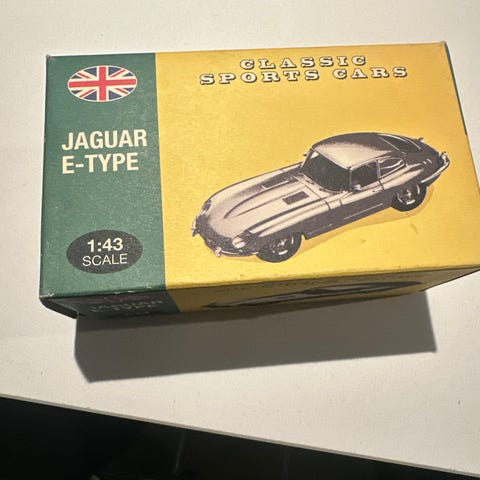 CLASSIC
SPORTS CARS
JAGUAR
E-TYPE
1:43
SCALE